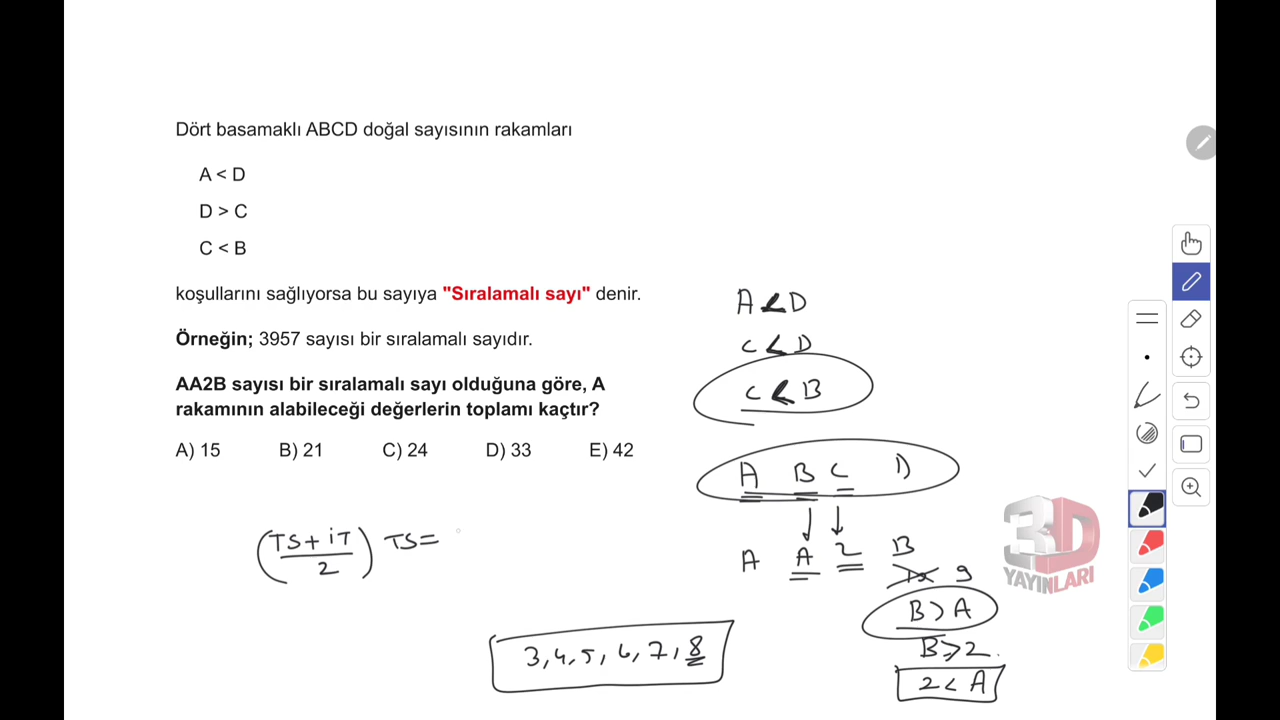 Dört basamaklı ABCD doğal sayısının rakamları
A < D
D > C
C < B
koşullarını sağlıyorsa bu sayıya "Sıralamalı sayı" denir.
Örneğin; 3957 sayısı bir sıralamalı sayıdır.
AA2B sayısı bir sıralamalı sayı olduğuna göre, A
rakamının alabileceği değerlerin toplamı kaçtır?
A) 15 B) 21 C) 24 D) 33 E) 42
A < D
C < D
C < B
A B C D
A A 2 B
9
B > A
B > 2
2 < A
(TS + İT / 2) TS =
3, 4, 5, 6, 7, 8
3D
YAYINLARI